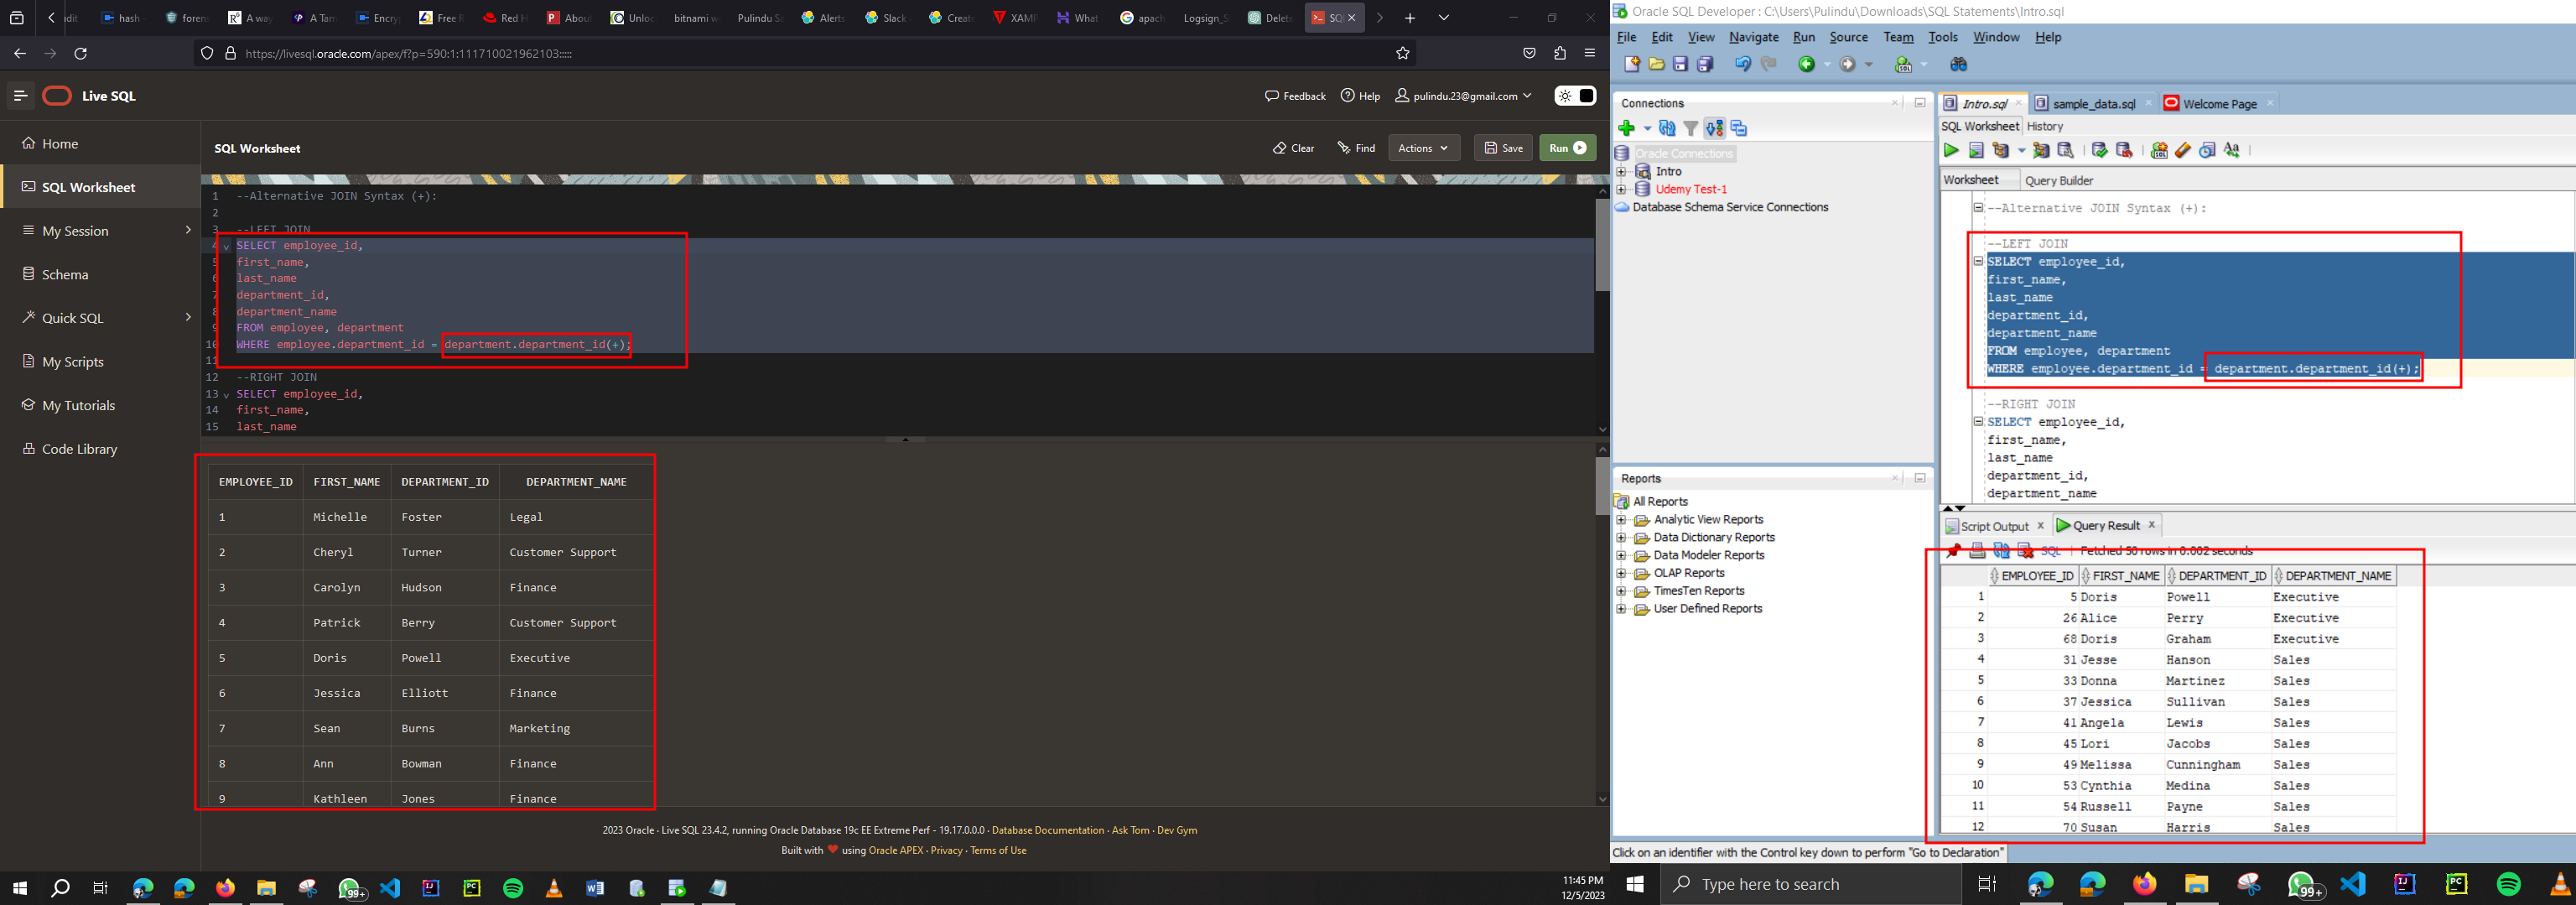 dit
hash
foren
A way
A Tam
Encry
Free R
Red H
Abou
Unloc
bitnami w
Pulindu Sa
Alerts
Slack
Create
XAMP
What
apach
Logsign_S
Delete
SQ
https://livesql.oracle.com/apex/f?p=590:1:111710021962103:::::
Live SQL
Feedback
Help
pulindu.23@gmail.com
Home
SQL Worksheet
My Session
Schema
Quick SQL
My Scripts
My Tutorials
Code Library
SQL Worksheet
Clear
Find
Actions
Save
Run
1 --Alternative JOIN Syntax (+):
2
3 --LEFT JOIN
4 SELECT employee_id,
5 first_name,
6 last_name
7 department_id,
8 department_name
9 FROM employee, department
10 WHERE employee.department_id = department.department_id(+);
11
12 --RIGHT JOIN
13 SELECT employee_id,
14 first_name,
15 last_name
EMPLOYEE_ID FIRST_NAME DEPARTMENT_ID DEPARTMENT_NAME
1 Michelle Foster Legal
2 Cheryl Turner Customer Support
3 Carolyn Hudson Finance
4 Patrick Berry Customer Support
5 Doris Powell Executive
6 Jessica Elliott Finance
7 Sean Burns Marketing
8 Ann Bowman Finance
9 Kathleen Jones Finance
2023 Oracle · Live SQL 23.4.2, running Oracle Database 19c EE Extreme Perf - 19.17.0.0.0 · Database Documentation · Ask Tom · Dev Gym
Built with ❤ using Oracle APEX · Privacy · Terms of Use
99+
11:45 PM
12/5/2023
Oracle SQL Developer : C:\Users\Pulindu\Downloads\SQL Statements\Intro.sql
File Edit View Navigate Run Source Team Tools Window Help
Connections
Oracle Connections
Intro
Udemy Test-1
Database Schema Service Connections
Reports
All Reports
Analytic View Reports
Data Dictionary Reports
Data Modeler Reports
OLAP Reports
TimesTen Reports
User Defined Reports
Intro.sql
sample_data.sql
Welcome Page
SQL Worksheet History
Worksheet Query Builder
--Alternative JOIN Syntax (+):
--LEFT JOIN
SELECT employee_id,
first_name,
last_name
department_id,
department_name
FROM employee, department
WHERE employee.department_id = department.department_id(+);
--RIGHT JOIN
SELECT employee_id,
first_name,
last_name
department_id,
department_name
Script Output
Query Result
SQL | Fetched 50 rows in 0.002 seconds
EMPLOYEE_ID FIRST_NAME DEPARTMENT_ID DEPARTMENT_NAME
1 5 Doris Powell Executive
2 26 Alice Perry Executive
3 68 Doris Graham Executive
4 31 Jesse Hanson Sales
5 33 Donna Martinez Sales
6 37 Jessica Sullivan Sales
7 41 Angela Lewis Sales
8 45 Lori Jacobs Sales
9 49 Melissa Cunningham Sales
10 53 Cynthia Medina Sales
11 54 Russell Payne Sales
12 70 Susan Harris Sales
Click on an identifier with the Control key down to perform "Go to Declaration"
Type here to search
99+